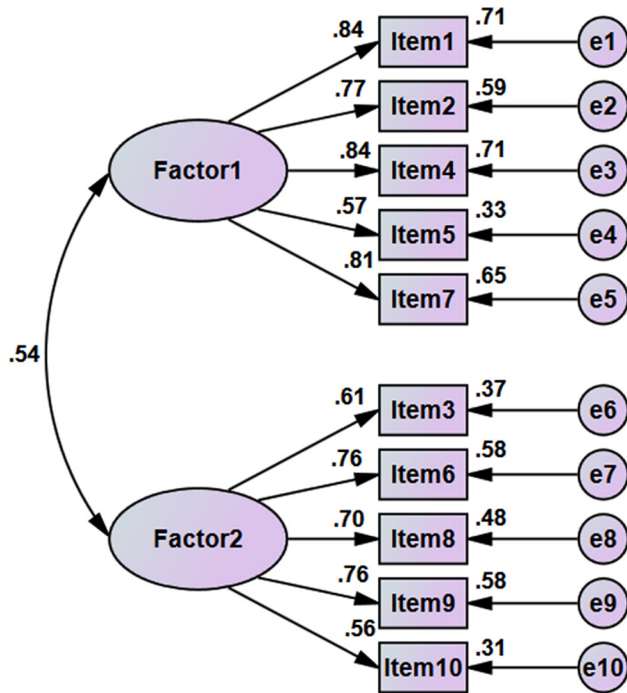 .84 Item1 .71 e1
.77 Item2 .59 e2
Factor1 .84 Item4 .71 e3
.57 Item5 .33 e4
.81 Item7 .65 e5
.54
.61 Item3 .37 e6
.76 Item6 .58 e7
Factor2 .70 Item8 .48 e8
.76 Item9 .58 e9
.56 Item10 .31 e10